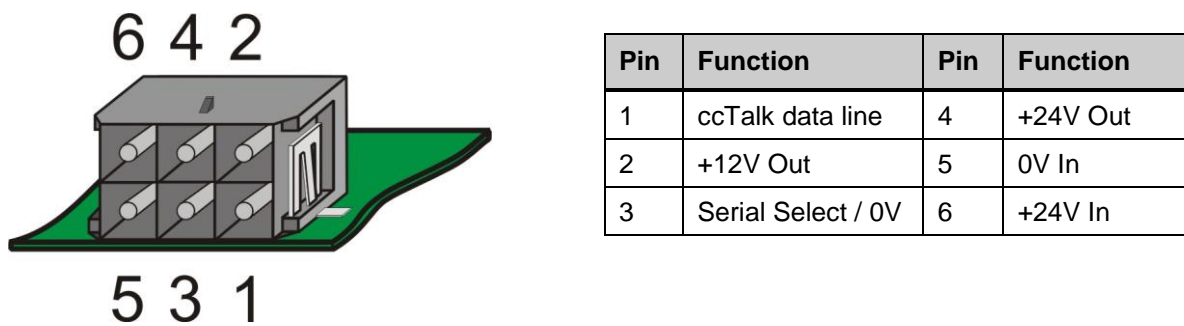 6 4 2
5 3 1
Pin Function Pin Function
1 ccTalk data line 4 +24V Out
2 +12V Out 5 0V In
3 Serial Select / 0V 6 +24V In